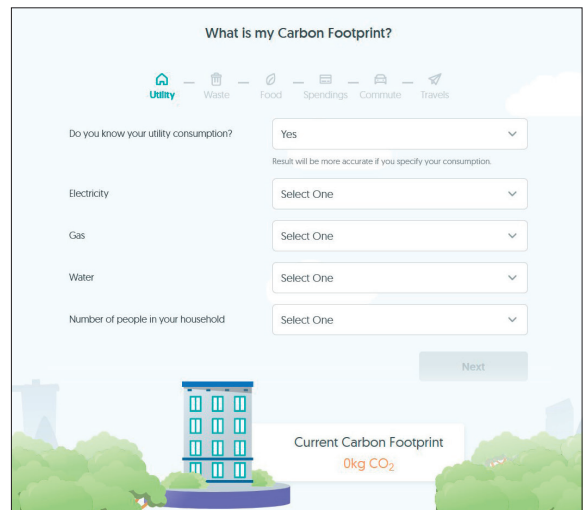 What is my Carbon Footprint?
Utility Waste Food Spendings Commute Travels
Do you know your utility consumption? Yes
Result will be more accurate if you specify your consumption.
Electricity Select One
Gas Select One
Water Select One
Number of people in your household Select One
Next
Current Carbon Footprint
0kg CO₂